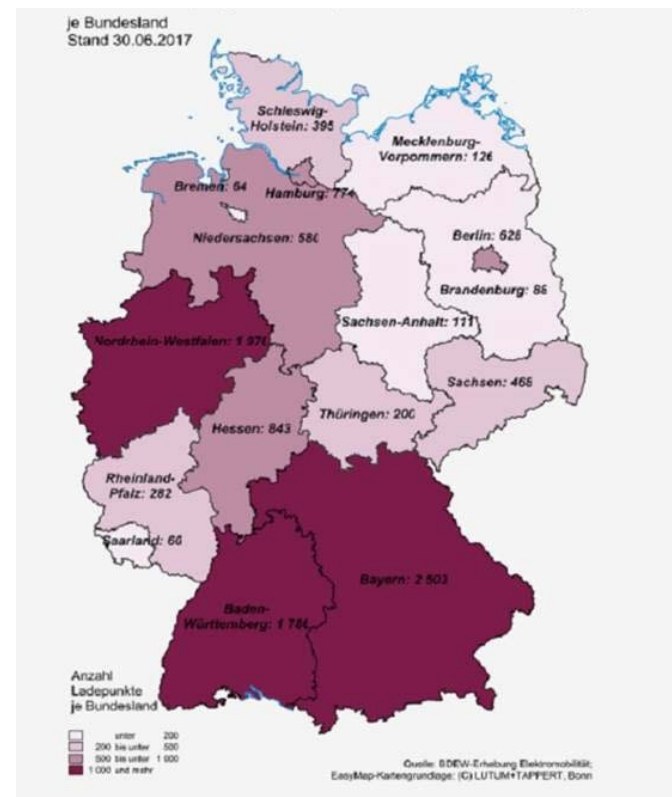 je Bundesland
Stand 30.06.2017
Schleswig-
Holstein: 395
Mecklenburg-
Vorpommern: 126
Bremen: 64
Hamburg: 774
Niedersachsen: 580
Berlin: 628
Brandenburg: 86
Sachsen-Anhalt: 111
Nordrhein-Westfalen: 1 970
Sachsen: 468
Thüringen: 200
Hessen: 843
Rheinland-
Pfalz: 282
Saarland: 66
Bayern: 2 503
Baden-
Württemberg: 1 786
Anzahl
Ladepunkte
je Bundesland
unter 200
200 bis unter 500
500 bis unter 1 000
1 000 und mehr
Quelle: BDEW-Erhebung Elektromobilität;
EasyMap-Kartengrundlage: (C) LUTUM+TAPPERT, Bonn